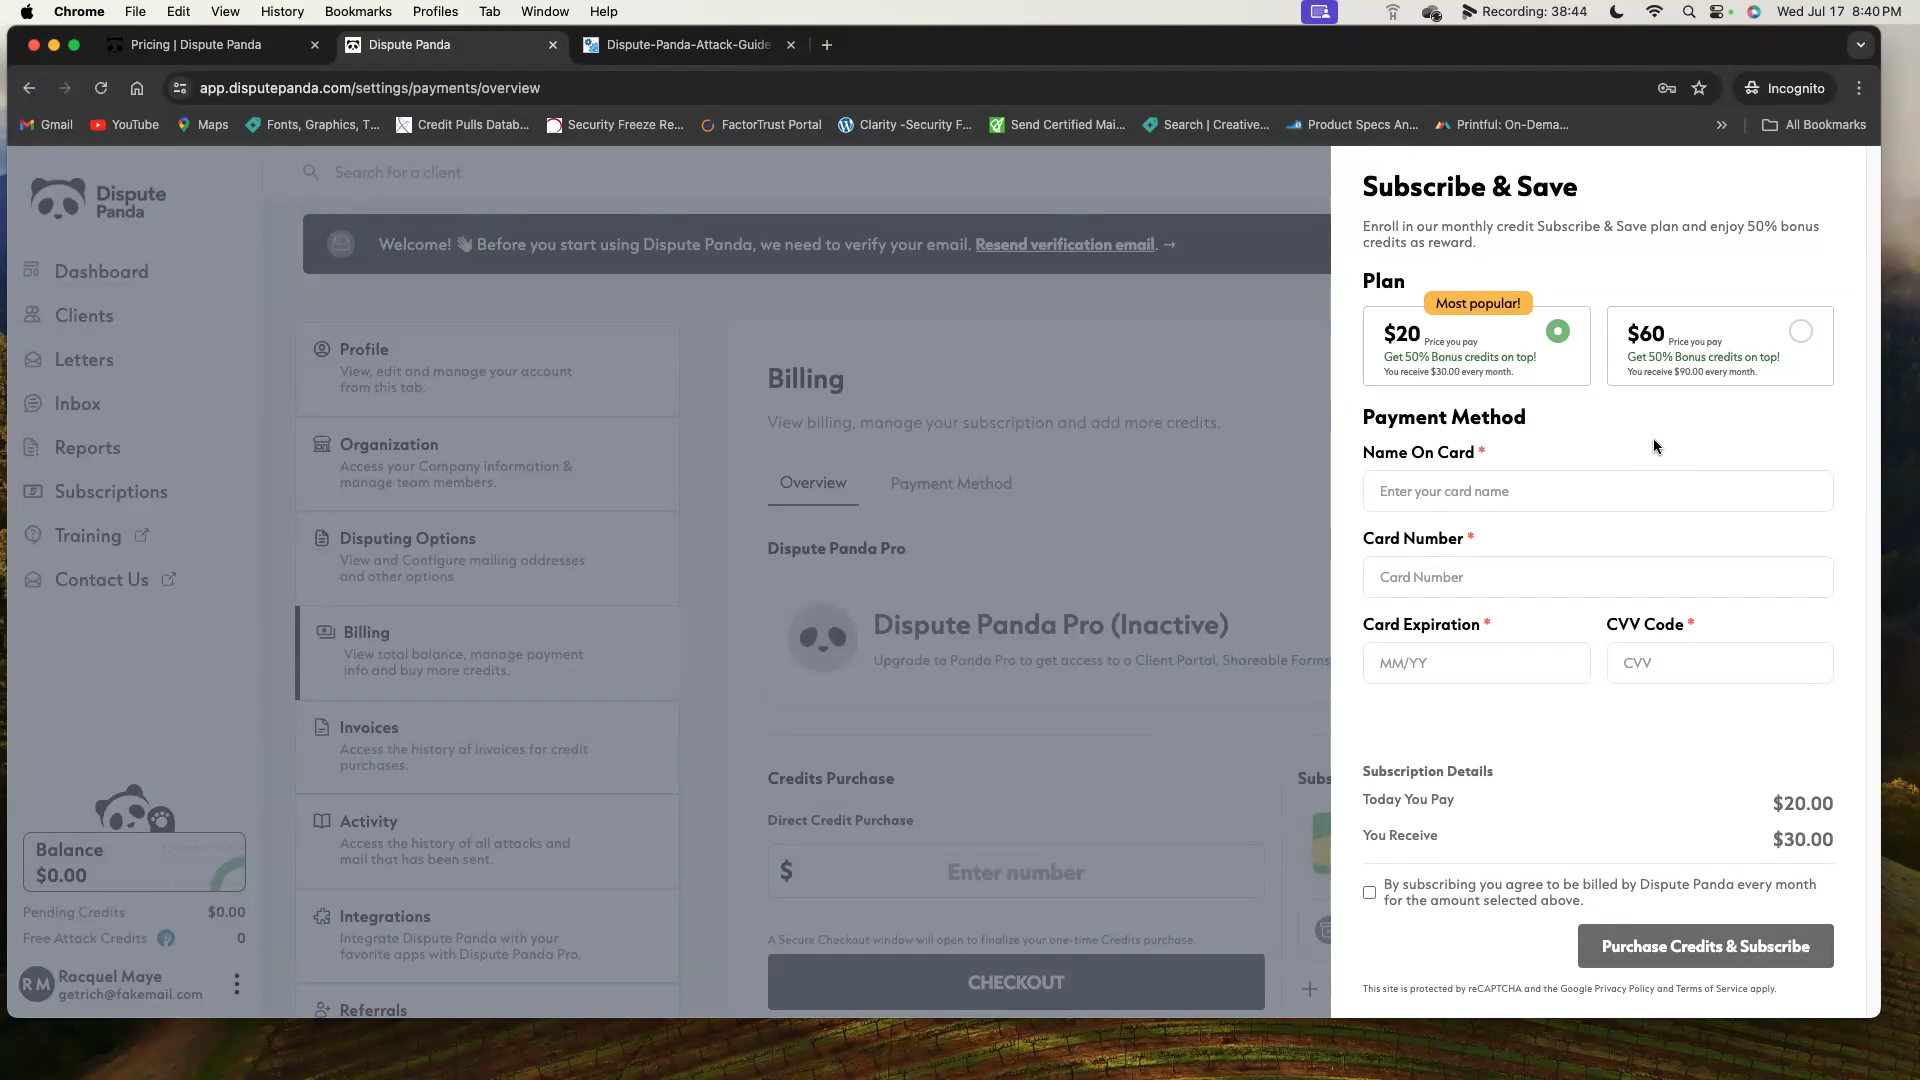 Chrome File Edit View History Bookmarks Profiles Tab Window Help
Recording: 38:44
Wed Jul 17 8:40 PM
Pricing | Dispute Panda
Dispute Panda
Dispute-Panda-Attack-Guide
app.disputepanda.com/settings/payments/overview
Incognito
Gmail
YouTube
Maps
Fonts, Graphics, T...
Credit Pulls Datab...
Security Freeze Re...
FactorTrust Portal
Clarity -Security F...
Send Certified Mai...
Search | Creative...
Product Specs An...
Printful: On-Dema...
All Bookmarks
Dispute
Panda
Dashboard
Clients
Letters
Inbox
Reports
Subscriptions
Training
Contact Us
Balance
$0.00
Pending Credits $0.00
Free Attack Credits 0
RM
Racquel Maye
getrich@fakemail.com
Search for a client
Welcome! 👋 Before you start using Dispute Panda, we need to verify your email. Resend verification email. →
Profile
View, edit and manage your account
from this tab.
Organization
Access your Company information &
manage team members.
Disputing Options
View and Configure mailing addresses
and other options
Billing
View total balance, manage payment
info and buy more credits.
Invoices
Access the history of invoices for credit
purchases.
Activity
Access the history of all attacks and
mail that has been sent.
Integrations
Integrate Dispute Panda with your
favorite apps with Dispute Panda Pro.
Referrals
Billing
View billing, manage your subscription and add more credits.
Overview
Payment Method
Dispute Panda Pro
Dispute Panda Pro (Inactive)
Upgrade to Panda Pro to get access to a Client Portal, Shareable Forms
Credits Purchase
Subs
Direct Credit Purchase
$ Enter number
A Secure Checkout window will open to finalize your one-time Credits purchase.
CHECKOUT
Subscribe & Save
Enroll in our monthly credit Subscribe & Save plan and enjoy 50% bonus
credits as reward.
Plan
Most popular!
$20 Price you pay
Get 50% Bonus credits on top!
You receive $30.00 every month.
$60 Price you pay
Get 50% Bonus credits on top!
You receive $90.00 every month.
Payment Method
Name On Card *
Enter your card name
Card Number *
Card Number
Card Expiration *
MM/YY
CVV Code *
CVV
Subscription Details
Today You Pay $20.00
You Receive $30.00
By subscribing you agree to be billed by Dispute Panda every month
for the amount selected above.
Purchase Credits & Subscribe
This site is protected by reCAPTCHA and the Google Privacy Policy and Terms of Service apply.